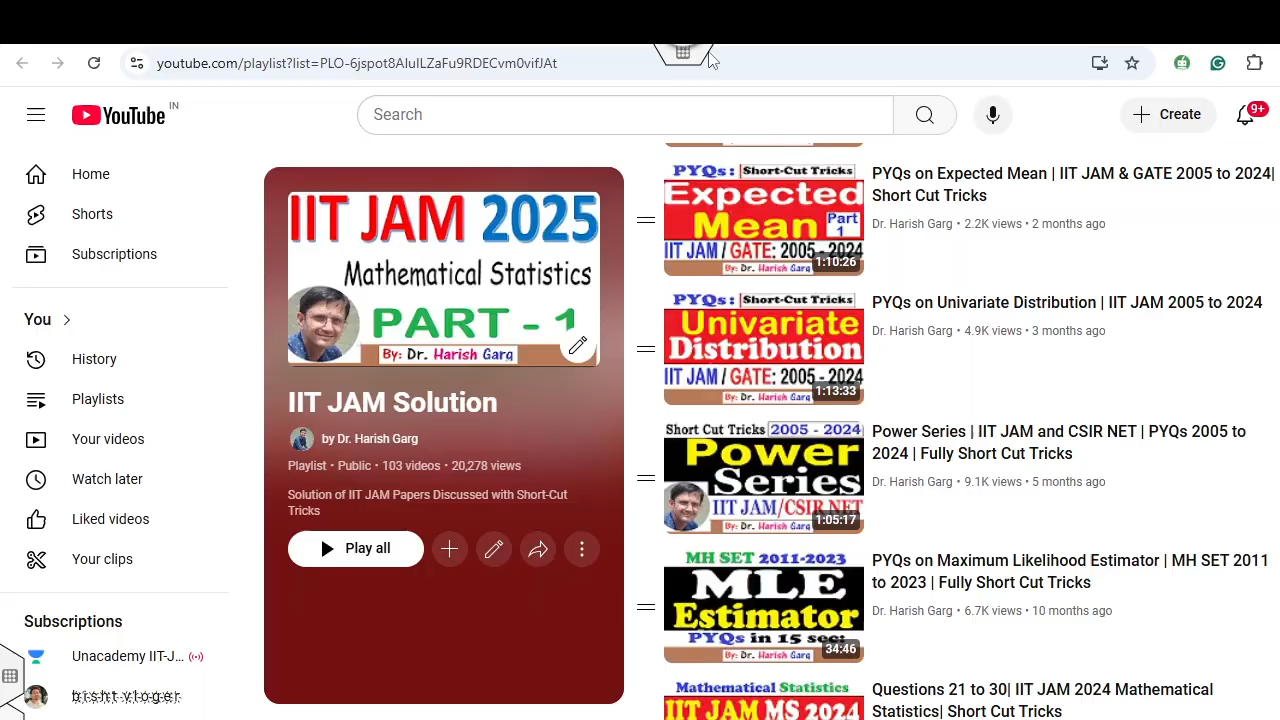 youtube.com/playlist?list=PLO-6jspot8AIuILZaFu9RDECvm0vifJAt
YouTube IN
Search
Create
9+
Home
Shorts
Subscriptions
You
History
Playlists
Your videos
Watch later
Liked videos
Your clips
Subscriptions
Unacademy IIT-J...
bisht vloger
IIT JAM 2025
Mathematical Statistics
PART - 1
By: Dr. Harish Garg
IIT JAM Solution
by Dr. Harish Garg
Playlist • Public • 103 videos • 20,278 views
Solution of IIT JAM Papers Discussed with Short-Cut
Tricks
Play all
PYQs: Short-Cut Tricks
Expected
Mean Part
1
IIT JAM / GATE: 2005 - 2024
By: Dr. Harish Garg
1:10:26
PYQs on Expected Mean | IIT JAM & GATE 2005 to 2024|
Short Cut Tricks
Dr. Harish Garg • 2.2K views • 2 months ago
PYQs: Short-Cut Tricks
Univariate
Distribution
IIT JAM / GATE: 2005 - 2024
By: Dr. Harish Garg
1:13:33
PYQs on Univariate Distribution | IIT JAM 2005 to 2024
Dr. Harish Garg • 4.9K views • 3 months ago
Short Cut Tricks 2005 - 2024
Power
Series
IIT JAM/CSIR NET
By: Dr. Harish Garg
1:05:17
Power Series | IIT JAM and CSIR NET | PYQs 2005 to
2024 | Fully Short Cut Tricks
Dr. Harish Garg • 9.1K views • 5 months ago
MH SET 2011-2023
MLE
Estimator
PYQs in 15 sec:
By: Dr. Harish Garg
34:46
PYQs on Maximum Likelihood Estimator | MH SET 2011
to 2023 | Fully Short Cut Tricks
Dr. Harish Garg • 6.7K views • 10 months ago
Mathematical Statistics
IIT JAM MS 2024
Questions 21 to 30| IIT JAM 2024 Mathematical
Statistics| Short Cut Tricks